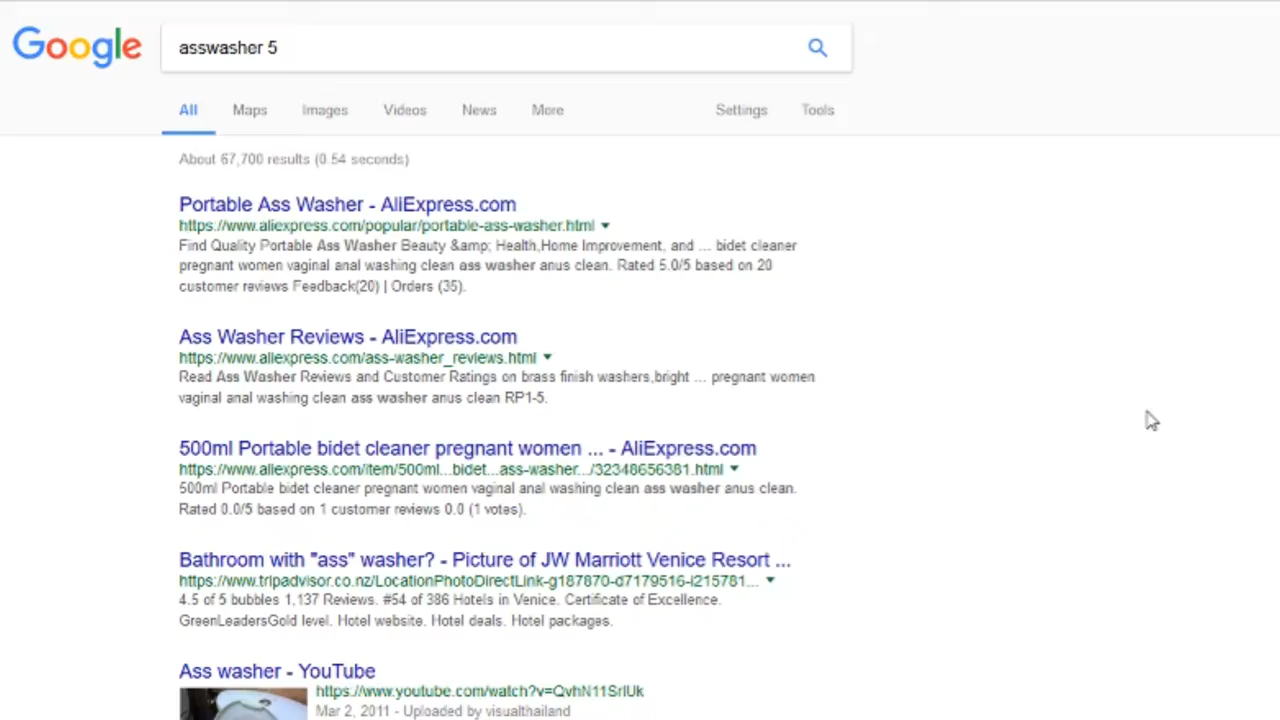 Google
asswasher 5
All Maps Images Videos News More Settings Tools
About 67,700 results (0.54 seconds)
Portable Ass Washer - AliExpress.com
https://www.aliexpress.com/popular/portable-ass-washer.html
Find Quality Portable Ass Washer Beauty &amp; Health,Home Improvement, and ... bidet cleaner
pregnant women vaginal anal washing clean ass washer anus clean. Rated 5.0/5 based on 20
customer reviews Feedback(20) | Orders (35).
Ass Washer Reviews - AliExpress.com
https://www.aliexpress.com/ass-washer_reviews.html
Read Ass Washer Reviews and Customer Ratings on brass finish washers,bright ... pregnant women
vaginal anal washing clean ass washer anus clean RP1-5.
500ml Portable bidet cleaner pregnant women ... - AliExpress.com
https://www.aliexpress.com/item/500ml...bidet...ass-washer.../32348656381.html
500ml Portable bidet cleaner pregnant women vaginal anal washing clean ass washer anus clean.
Rated 0.0/5 based on 1 customer reviews 0.0 (1 votes).
Bathroom with "ass" washer? - Picture of JW Marriott Venice Resort ...
https://www.tripadvisor.co.nz/LocationPhotoDirectLink-g187870-d7179516-i215781...
4.5 of 5 bubbles 1,137 Reviews. #54 of 386 Hotels in Venice. Certificate of Excellence.
GreenLeadersGold level. Hotel website. Hotel deals. Hotel packages.
Ass washer - YouTube
https://www.youtube.com/watch?v=QvhN11SrlUk
Mar 2, 2011 - Uploaded by visualthailand